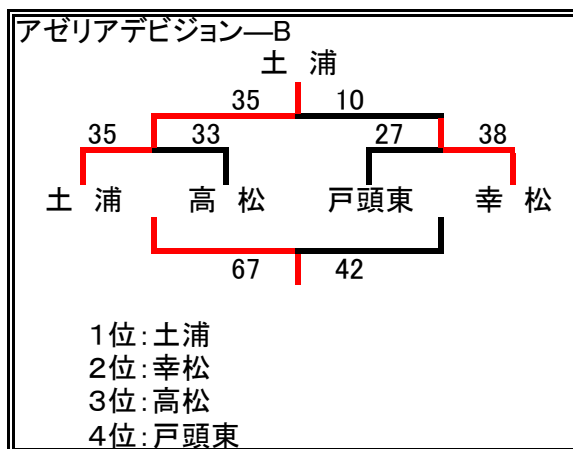 アゼリアデビジョン―B
土　浦
35　10
35　33　27　38
土　浦　高　松　戸頭東　幸　松
67　42
1位:土浦
2位:幸松
3位:高松
4位:戸頭東